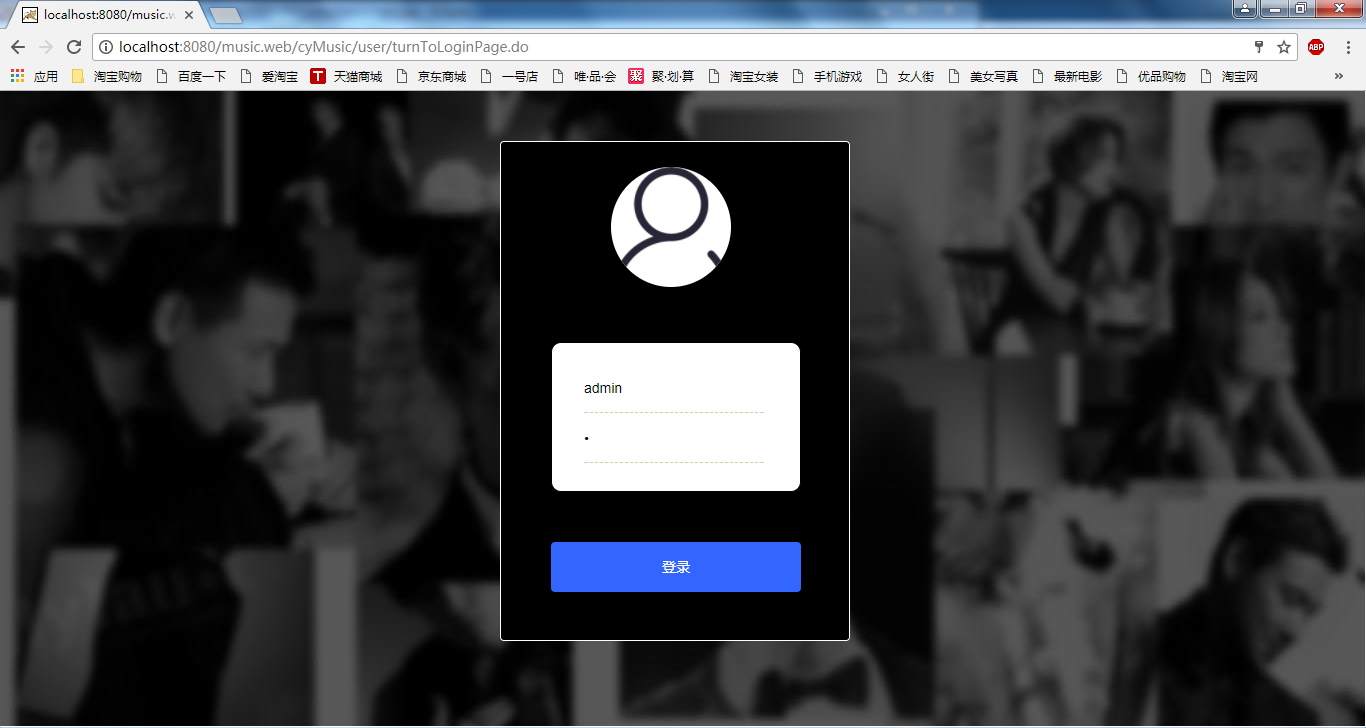 localhost:8080/music.w
localhost:8080/music.web/cyMusic/user/turnToLoginPage.do
ABP
应用 淘宝购物 百度一下 爱淘宝 T 天猫商城 京东商城 一号店 唯·品·会 聚 聚·划·算 淘宝女装 手机游戏 女人街 美女写真 最新电影 优品购物 淘宝网 »
admin
•
登录